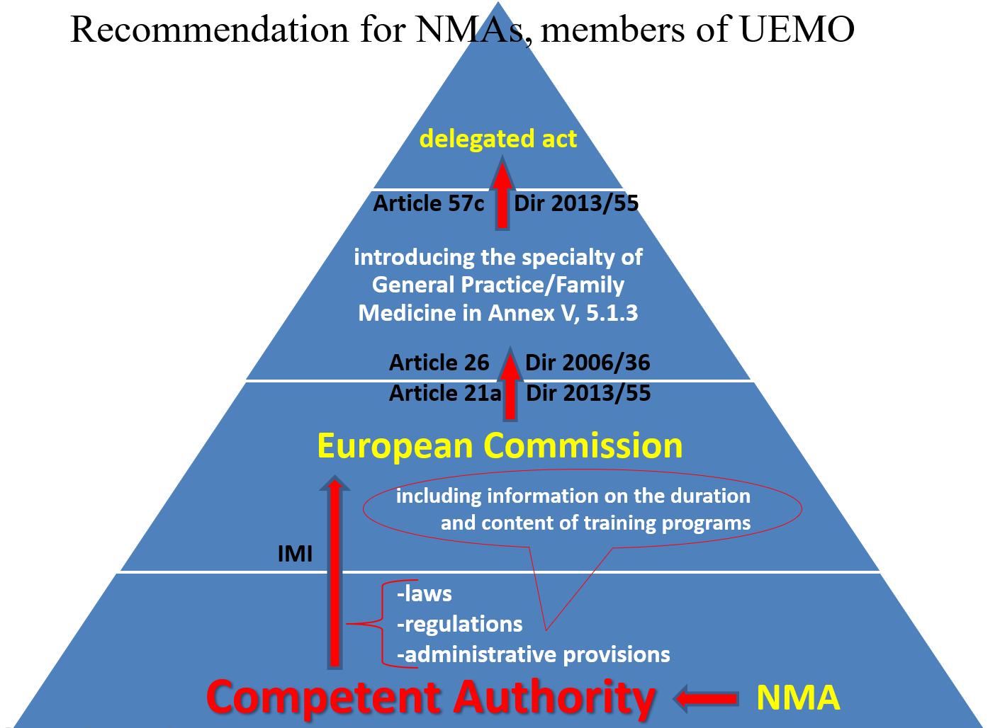 Recommendation for NMAs, members of UEMO
delegated act
Article 57c Dir 2013/55
introducing the specialty of
General Practice/Family
Medicine in Annex V, 5.1.3
Article 26 Dir 2006/36
Article 21a Dir 2013/55
European Commission
including information on the duration
and content of training programs
IMI
-laws
-regulations
-administrative provisions
Competent Authority NMA